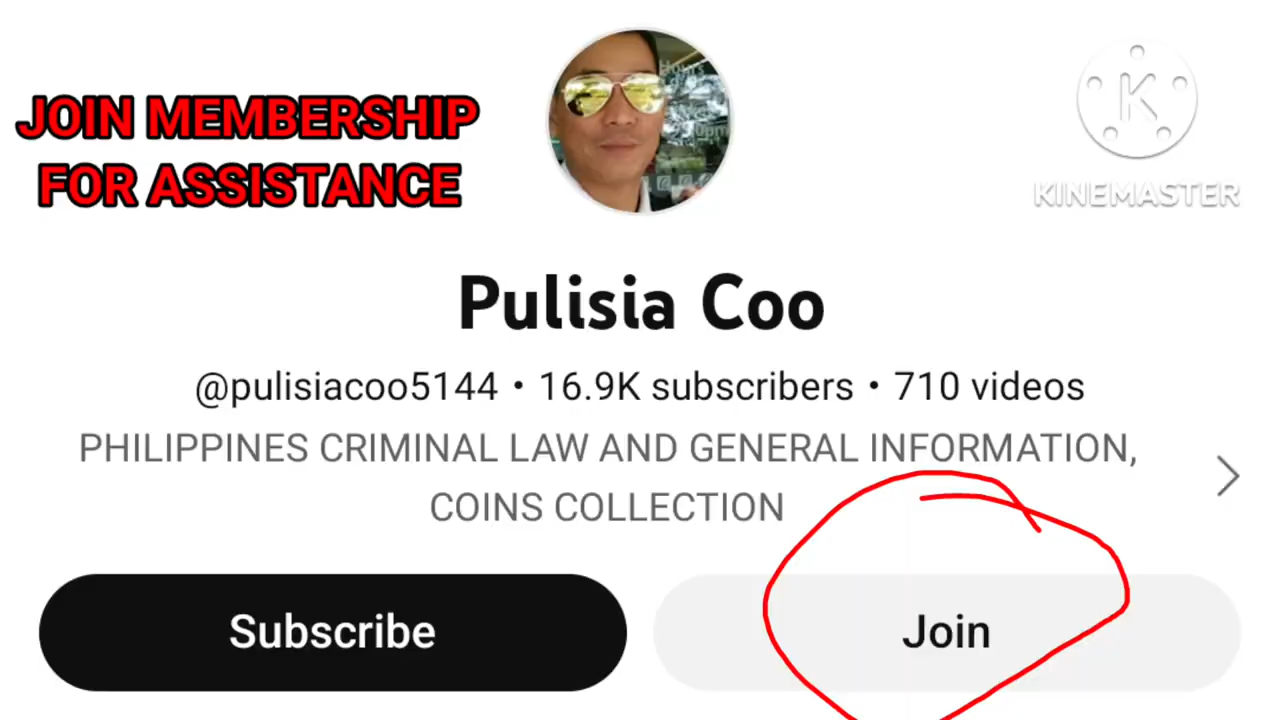 JOIN MEMBERSHIP
FOR ASSISTANCE
K
KINEMASTER
Pulisia Coo
@pulisiacoo5144 • 16.9K subscribers • 710 videos
PHILIPPINES CRIMINAL LAW AND GENERAL INFORMATION,
COINS COLLECTION
Subscribe
Join